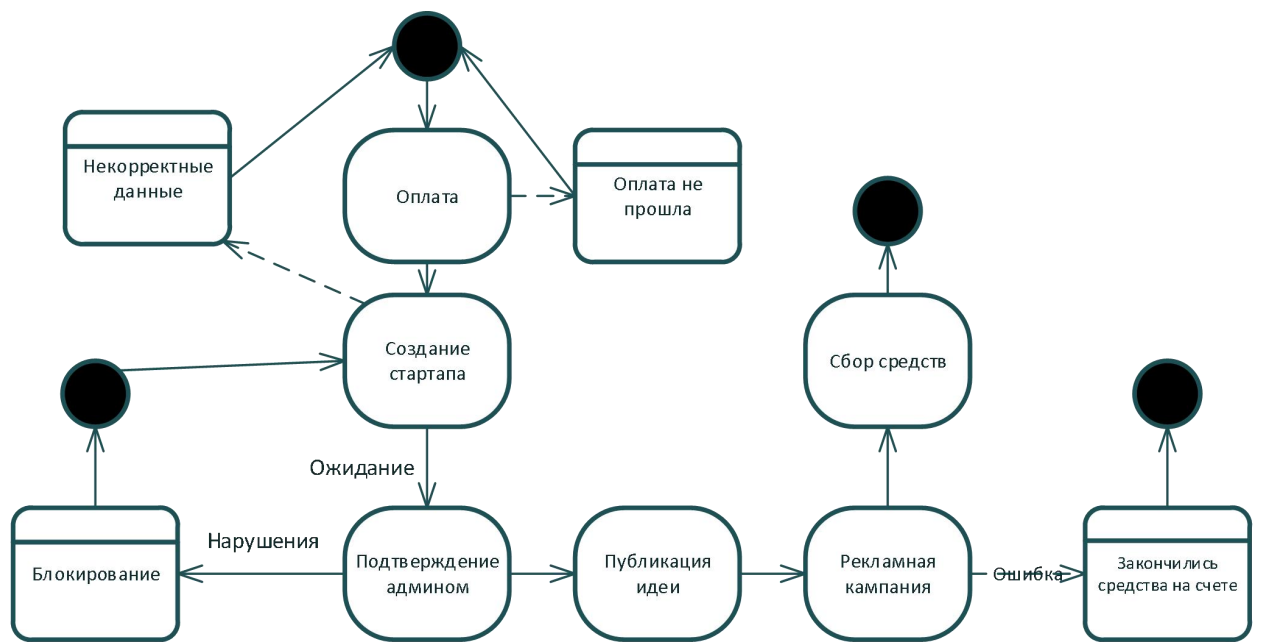 Некорректные
данные
Оплата
Оплата не
прошла
Создание
стартапа
Сбор средств
Ожидание
Нарушения
Блокирование
Подтверждение
админом
Публикация
идеи
Рекламная
кампания
Ошибка
Закончились
средства на счете